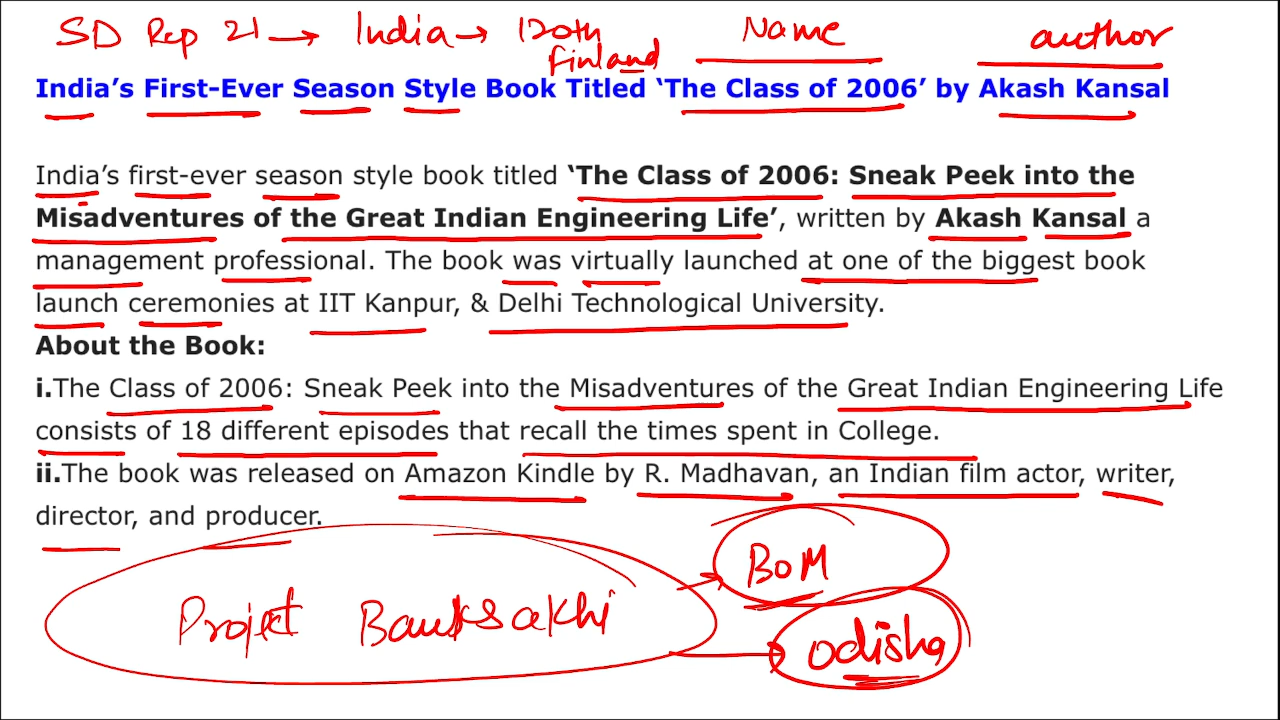 SD Rep 21 → India → 120th Name author
Finland
India’s First-Ever Season Style Book Titled ‘The Class of 2006’ by Akash Kansal
India’s first-ever season style book titled ‘The Class of 2006: Sneak Peek into the
Misadventures of the Great Indian Engineering Life’, written by Akash Kansal a
management professional. The book was virtually launched at one of the biggest book
launch ceremonies at IIT Kanpur, & Delhi Technological University.
About the Book:
i.The Class of 2006: Sneak Peek into the Misadventures of the Great Indian Engineering Life
consists of 18 different episodes that recall the times spent in College.
ii.The book was released on Amazon Kindle by R. Madhavan, an Indian film actor, writer,
director, and producer.
BOM
Project Banksakhi
odisha